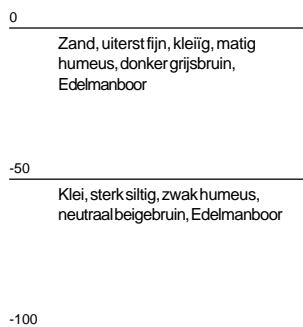 0
Zand, uiterst fijn, kleiïg, matig
humeus, donker grijsbruin,
Edelmanboor
-50
Klei, sterk siltig, zwak humeus,
neutraal beigebruin, Edelmanboor
-100